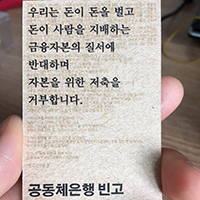 우리는 돈이 돈을 벌고
돈이 사람을 지배하는
금융자본의 질서에
반대하며
자본을 위한 저축을
거부합니다.
공동체은행 빈고